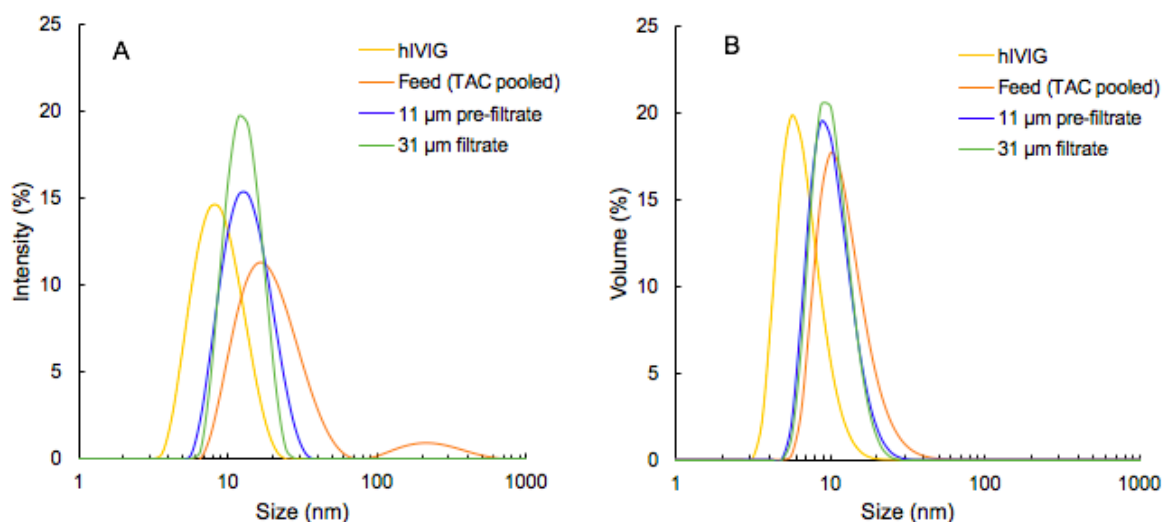 A
25
20
15
10
5
0
Intensity (%)
1
10
100
1000
Size (nm)
hIVIG
Feed (TAC pooled)
11 µm pre-filtrate
31 µm filtrate
B
25
20
15
10
5
0
Volume (%)
1
10
100
1000
Size (nm)
hIVIG
Feed (TAC pooled)
11 µm pre-filtrate
31 µm filtrate